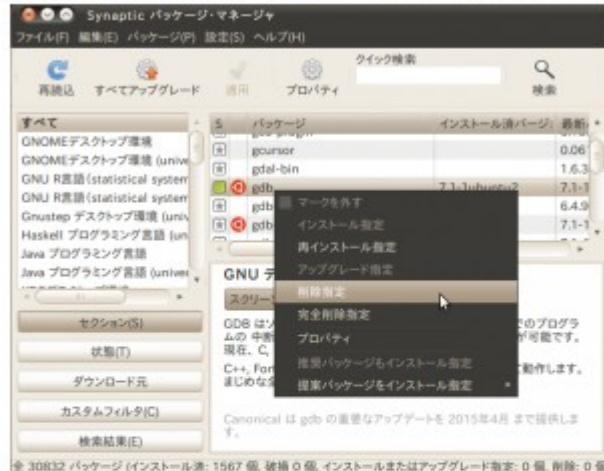 Synaptic パッケージ・マネージャ
ファイル(F) 編集(E) パッケージ(P) 設定(S) ヘルプ(H)
クイック検索
再読込 すべてアップグレード 適用 プロパティ 検索
すべて
GNOMEデスクトップ環境
GNOMEデスクトップ環境 (unive
GNU R言語(statistical system
GNU R言語(statistical system
Gnustep デスクトップ環境 (univ
Haskell プログラミング言語 (un
Java プログラミング言語
Java プログラミング言語 (univer
セクション(S)
状態(T)
ダウンロード元
カスタムフィルタ(C)
検索結果(E)
S パッケージ インストール済バージョ 最新
gcursor 0.06
gdal-bin 1.6.3
gdb 7.1-1ubuntu2 7.1-1
gdb 6.4.9
gdb 7.1-1
マークを外す
インストール指定
再インストール指定
アップグレード指定
削除指定
完全削除指定
プロパティ
推奨パッケージもインストール指定
提案パッケージをインストール指定
GNU デ
スクリーン
GDB はソ でのプログラ
ムの 中断 が可能です。
現在、C,
C++, For で動作します。
まじめな全
Canonical は gdb の重要なアップデートを 2015年4月 まで提供しま
す。
全 30832 パッケージ (インストール済: 1567 個, 破損 0 個, インストールまたはアップグレード指定: 0 個, 削除: 0 個